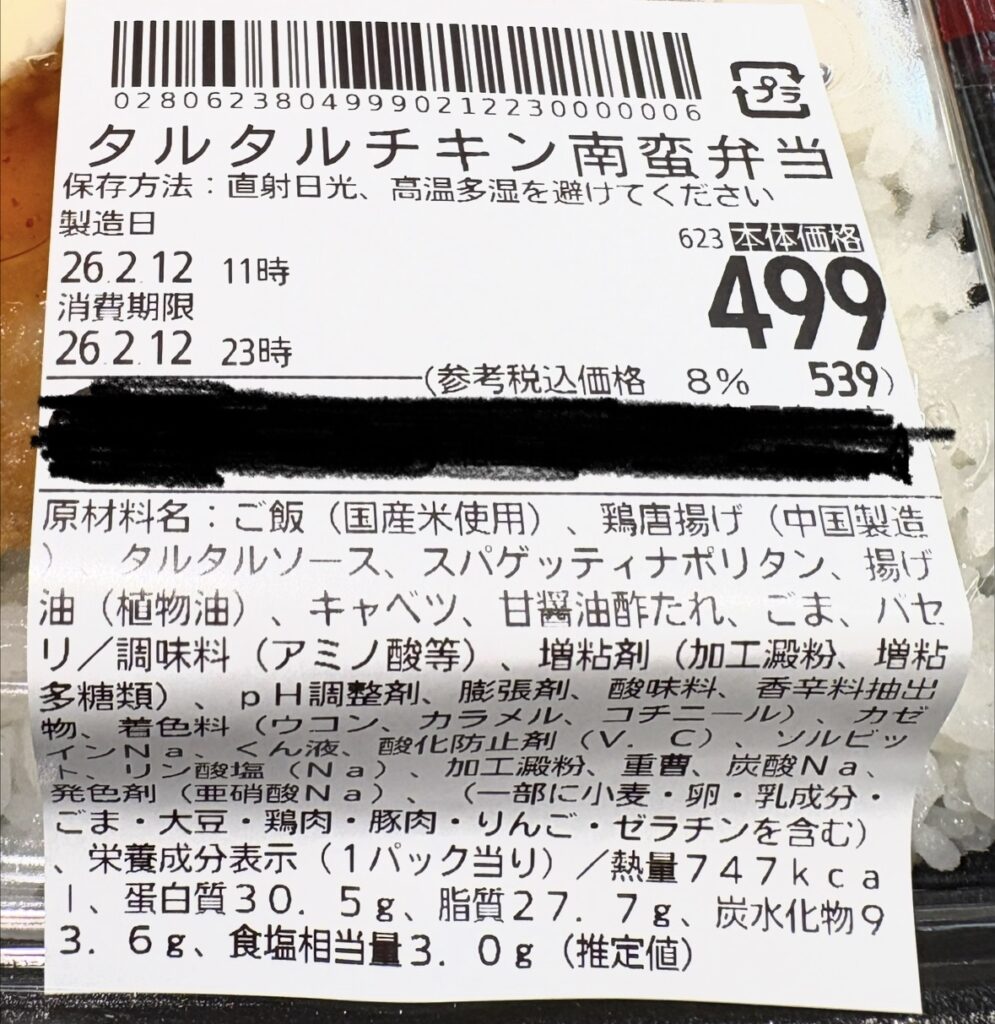 0280623804999021223000000​6
プラ
タルタルチキン南蛮弁当
保存方法：直射日光、高温多湿を避けてください
製造日
623 本体価格
26.2.12 11時
499
消費期限
26.2.12 23時
(参考税込価格 8% 539)
原材料名：ご飯（国産米使用）、鶏唐揚げ（中国製造
）、タルタルソース、スパゲッティナポリタン、揚げ
油（植物油）、キャベツ、甘醤油酢たれ、ごま、パセ
リ／調味料（アミノ酸等）、増粘剤（加工澱粉、増粘
多糖類）、ｐＨ調整剤、膨張剤、酸味料、香辛料抽出
物、着色料（ウコン、カラメル、コチニール）、カゼ
インＮａ、くん液、酸化防止剤（Ｖ．Ｃ）、ソルビッ
ト、リン酸塩（Ｎａ）、加工澱粉、重曹、炭酸Ｎａ、
発色剤（亜硝酸Ｎａ）、（一部に小麦・卵・乳成分・
ごま・大豆・鶏肉・豚肉・りんご・ゼラチンを含む）
、栄養成分表示（１パック当り）／熱量７４７ｋｃａ
ｌ、蛋白質３０．５ｇ、脂質２７．７ｇ、炭水化物９
３．６ｇ、食塩相当量３．０ｇ（推定値）